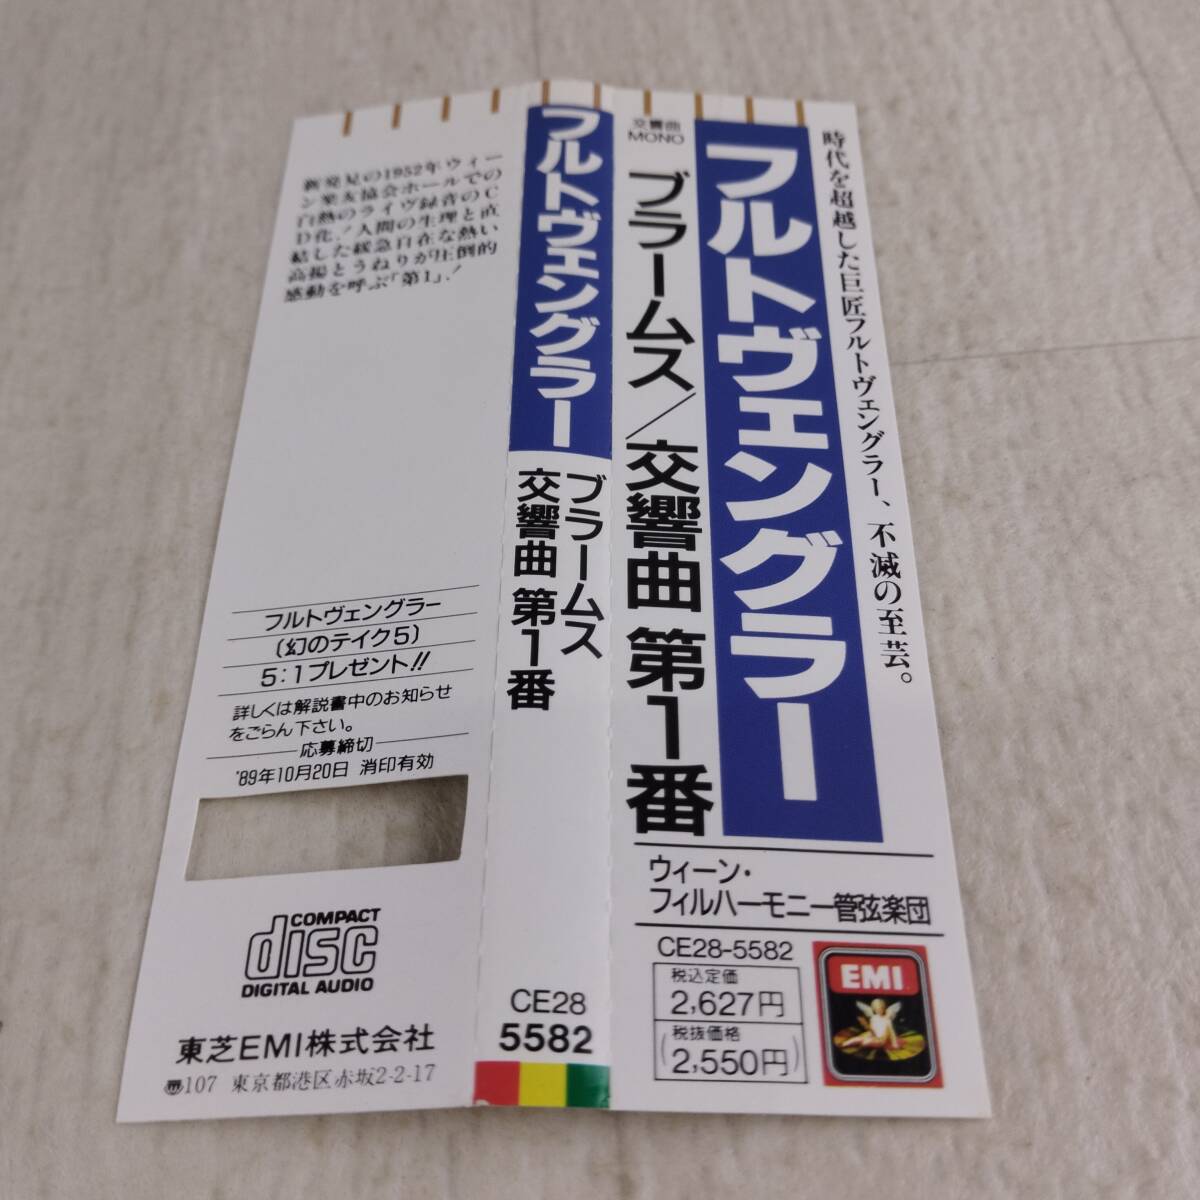 時代を超越した巨匠フルトヴェングラー、不滅の至芸。
フルトヴェングラー
交響曲
MONO
ブラームス/交響曲 第1番
ウィーン・
フィルハーモニー管弦楽団
CE28-5582
税込定価
2,627円
税抜価格
(2,550円)
EMI
フルトヴェングラー
ブラームス
交響曲 第1番
CE28
5582
新発見の1952年ウィー
ン楽友協会ホールでの
白熱のライヴ録音のC
D化!人間の生理と直
結した緩急自在な熱い
高揚とうねりが圧倒的
感動を呼ぶ「第1」!
フルトヴェングラー
(幻のテイク5)
5:1プレゼント!!
詳しくは解説書中のお知らせ
をごらん下さい。
応募締切
'89年10月20日 消印有効
COMPACT
disc
DIGITAL AUDIO
東芝EMI株式会社
〠107 東京都港区赤坂2-2-17